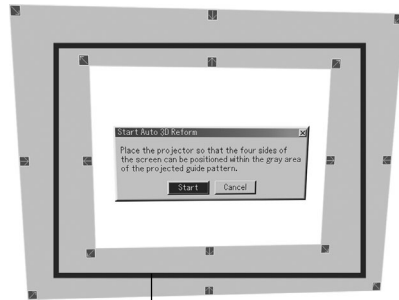 Start Auto 3D Reform
Place the projector so that the four sides of
the screen can be positioned within the gray area
of the projected guide pattern.
Start
Cancel